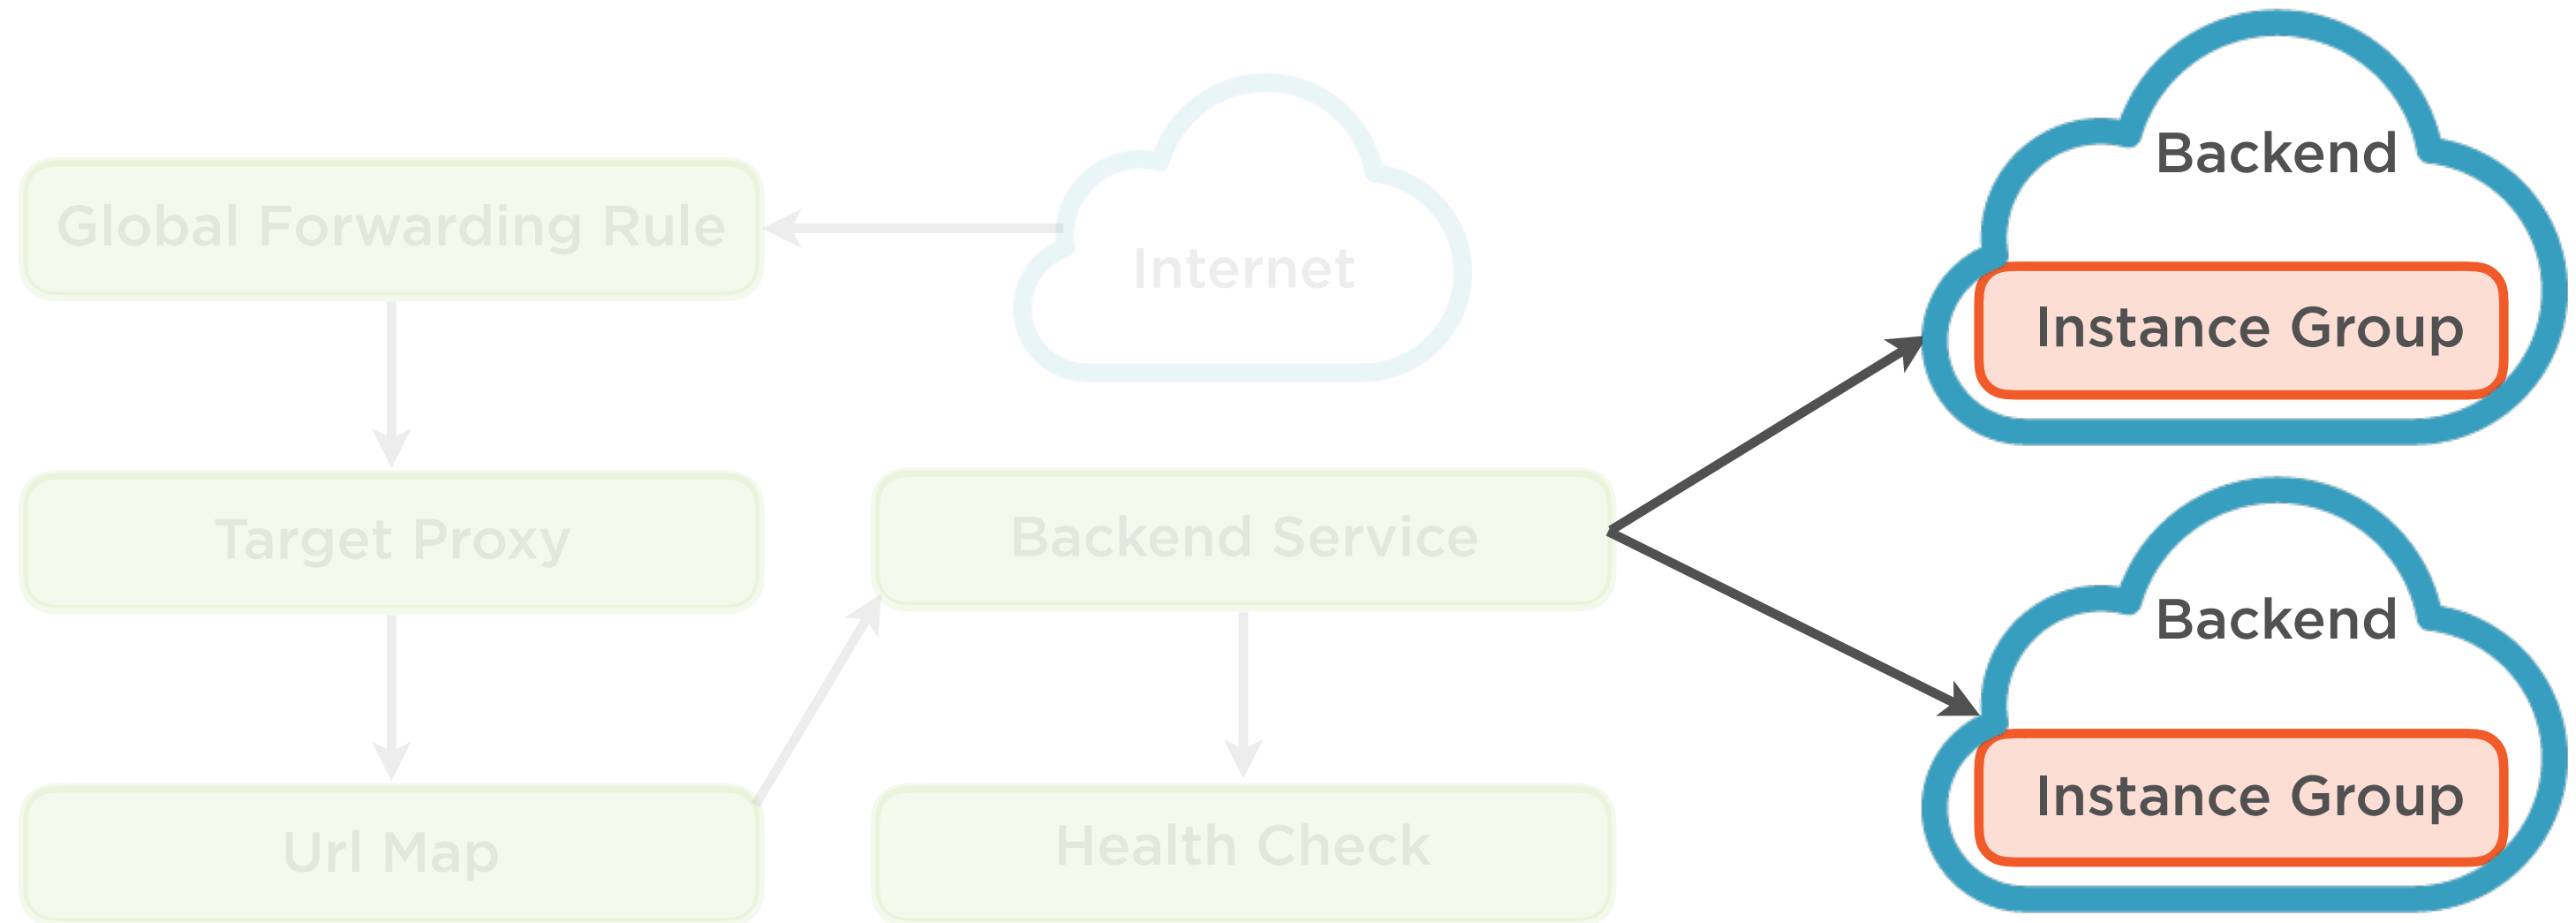 Global Forwarding Rule
Internet
Backend
Instance Group
Target Proxy
Backend Service
Backend
Instance Group
Url Map
Health Check